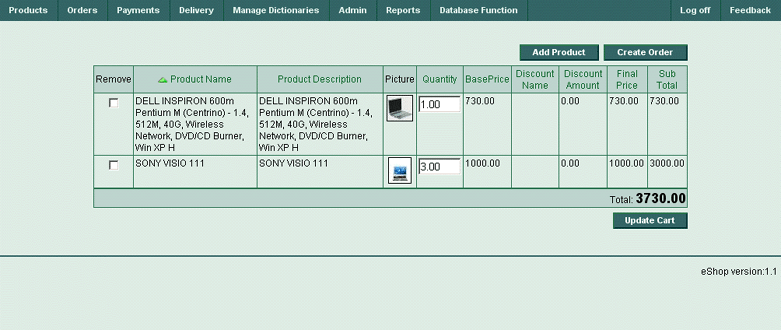 Products Orders Payments Delivery Manage Dictionaries Admin Reports Database Function Log off Feedback
Add Product Create Order
Remove Product Name Product Description Picture Quantity BasePrice Discount Name Discount Amount Final Price Sub Total
DELL INSPIRON 600m DELL INSPIRON 600m 1.00 730.00 0.00 730.00 730.00
Pentium M (Centrino) - 1.4, Pentium M (Centrino) - 1.4,
512M, 40G, Wireless 512M, 40G, Wireless
Network, DVD/CD Burner, Network, DVD/CD Burner,
Win XP H Win XP H
SONY VISIO 111 SONY VISIO 111 3.00 1000.00 0.00 1000.00 3000.00
Total: 3730.00
Update Cart
eShop version:1.1